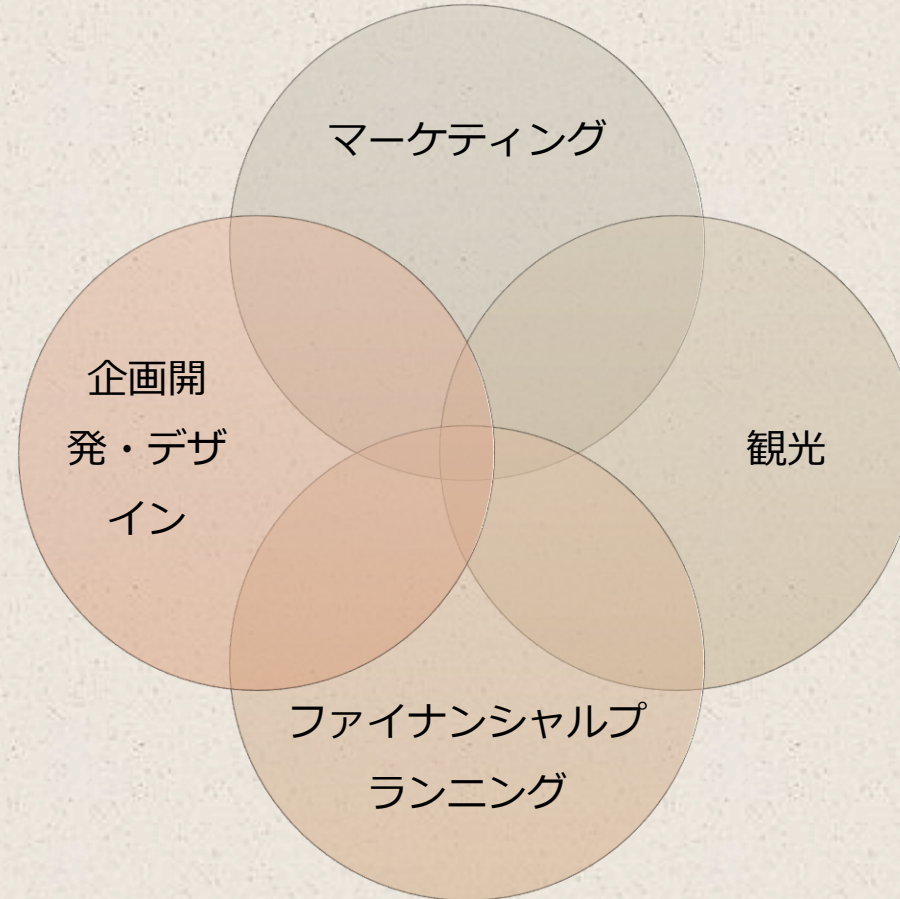 マーケティング
企画開
発・デザ
イン
観光
ファイナンシャルプ
ランニング